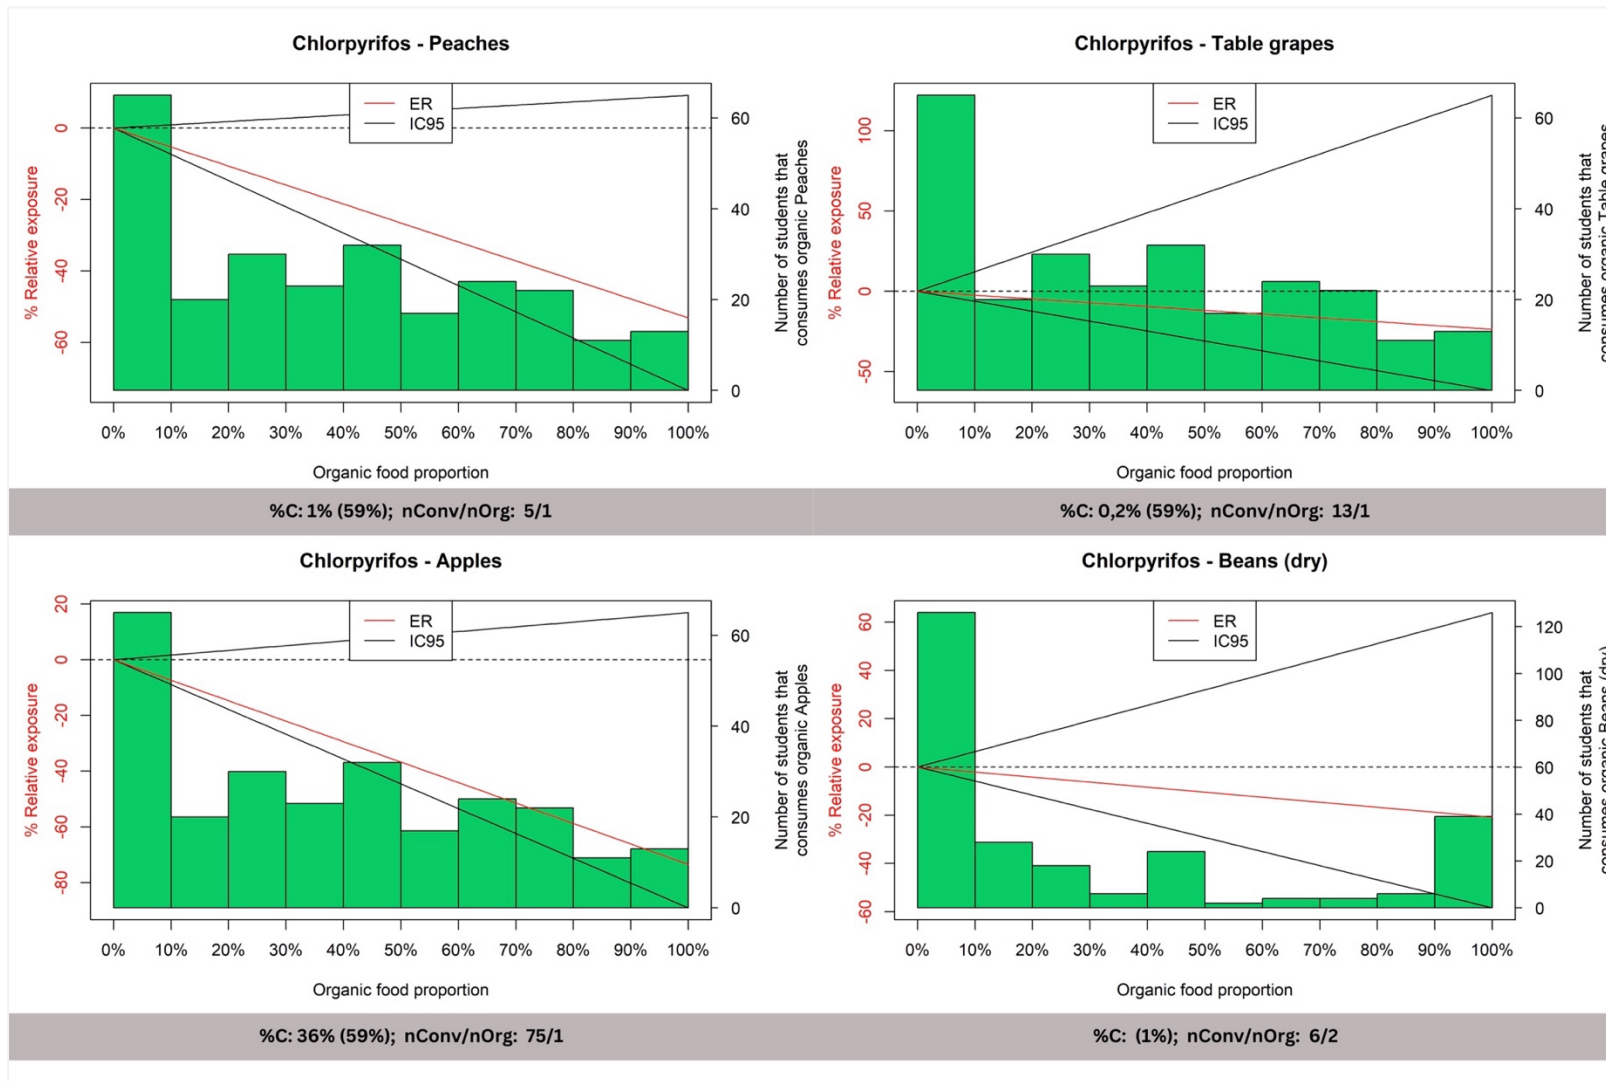 Chlorpyrifos - Peaches
ER
IC95
% Relative exposure
0
-20
-40
-60
60
40
20
0
Number of students that
consumes organic Peaches
0% 10% 20% 30% 40% 50% 60% 70% 80% 90% 100%
Organic food proportion
%C: 1% (59%); nConv/nOrg: 5/1
Chlorpyrifos - Table grapes
ER
IC95
% Relative exposure
100
50
0
-50
60
40
20
0
Number of students that
consumes organic Table grapes
0% 10% 20% 30% 40% 50% 60% 70% 80% 90% 100%
Organic food proportion
%C: 0,2% (59%); nConv/nOrg: 13/1
Chlorpyrifos - Apples
ER
IC95
% Relative exposure
20
0
-20
-40
-60
-80
60
40
20
0
Number of students that
consumes organic Apples
0% 10% 20% 30% 40% 50% 60% 70% 80% 90% 100%
Organic food proportion
%C: 36% (59%); nConv/nOrg: 75/1
Chlorpyrifos - Beans (dry)
ER
IC95
% Relative exposure
60
40
20
0
-20
-40
-60
120
100
80
60
40
20
0
Number of students that
consumes organic Beans (dry)
0% 10% 20% 30% 40% 50% 60% 70% 80% 90% 100%
Organic food proportion
%C: (1%); nConv/nOrg: 6/2